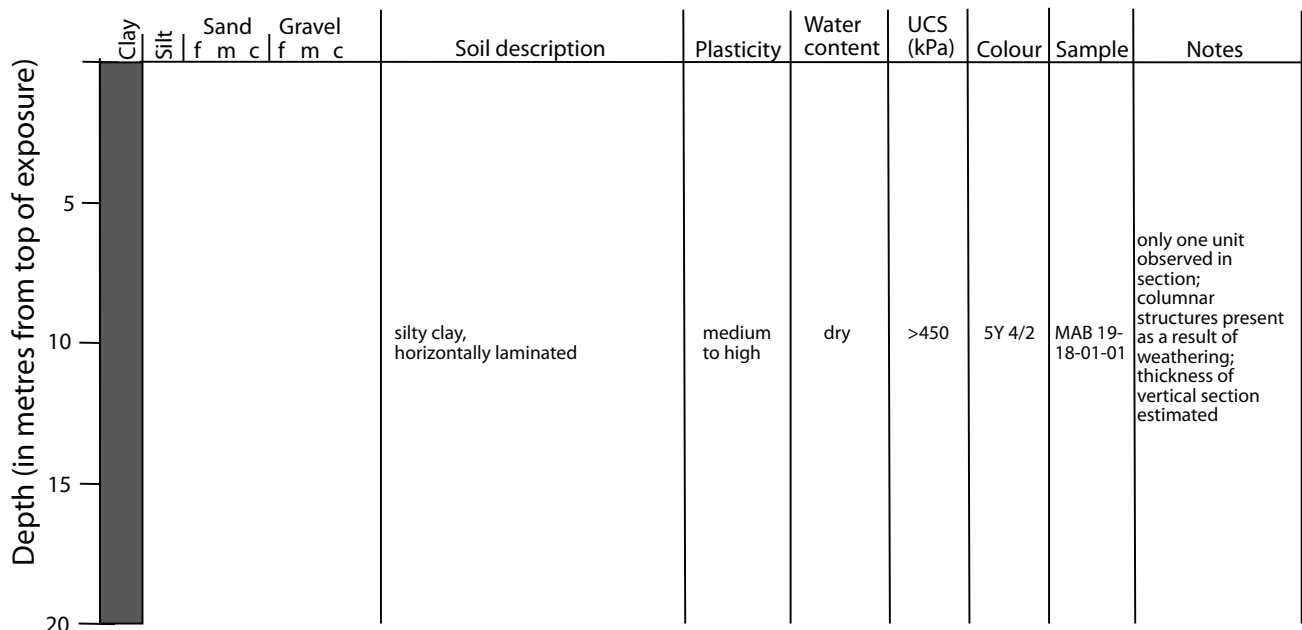 Clay
Silt
Sand
f m c
Gravel
f m c
Soil description
Plasticity
Water
content
UCS
(kPa)
Colour
Sample
Notes
Depth (in metres from top of exposure)
5
10
15
20
silty clay,
horizontally laminated
medium
to high
dry
>450
5Y 4/2
MAB 19-
18-01-01
only one unit
observed in
section;
columnar
structures present
as a result of
weathering;
thickness of
vertical section
estimated